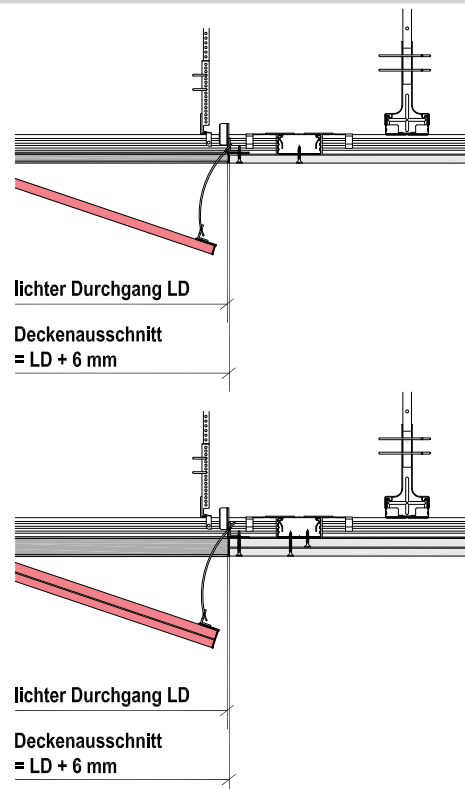 lichter Durchgang LD
Deckenausschnitt
= LD + 6 mm
lichter Durchgang LD
Deckenausschnitt
= LD + 6 mm